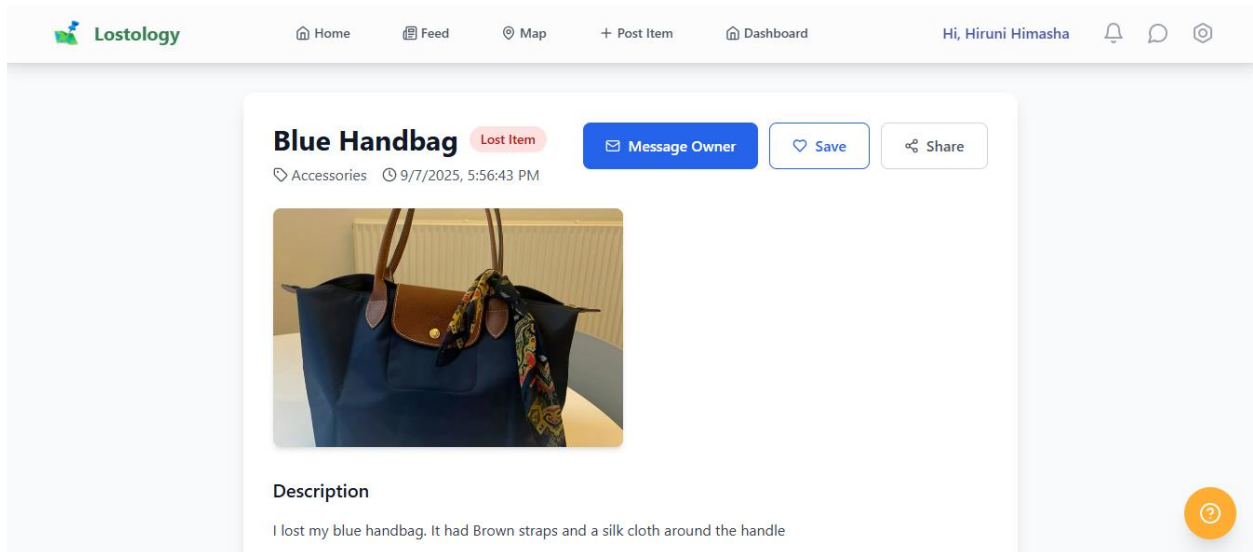 Lostology
Home
Feed
Map
+ Post Item
Dashboard
Hi, Hiruni Himasha
Blue Handbag
Lost Item
Message Owner
Save
Share
Accessories
9/7/2025, 5:56:43 PM
Description
I lost my blue handbag. It had Brown straps and a silk cloth around the handle
?